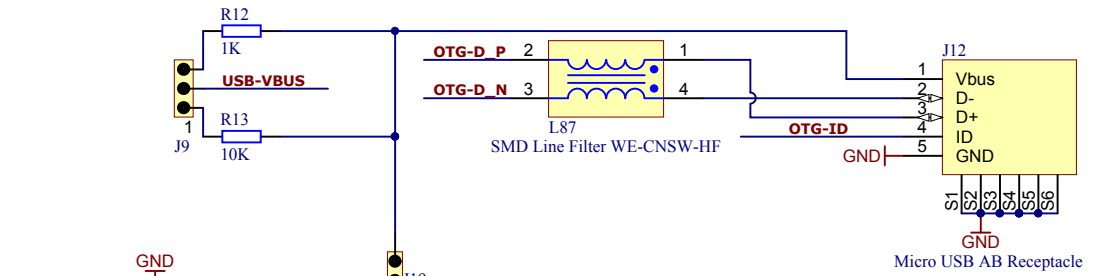 R12
1K
USB-VBUS
1
J9
R13
10K
OTG-D_P
2
1
OTG-D_N
3
4
L87
SMD Line Filter WE-CNSW-HF
J12
1
Vbus
2
D-
3
D+
OTG-ID
4
ID
GND
5
GND
S1
S2
S3
S4
S5
S6
GND
Micro USB AB Receptacle
GND